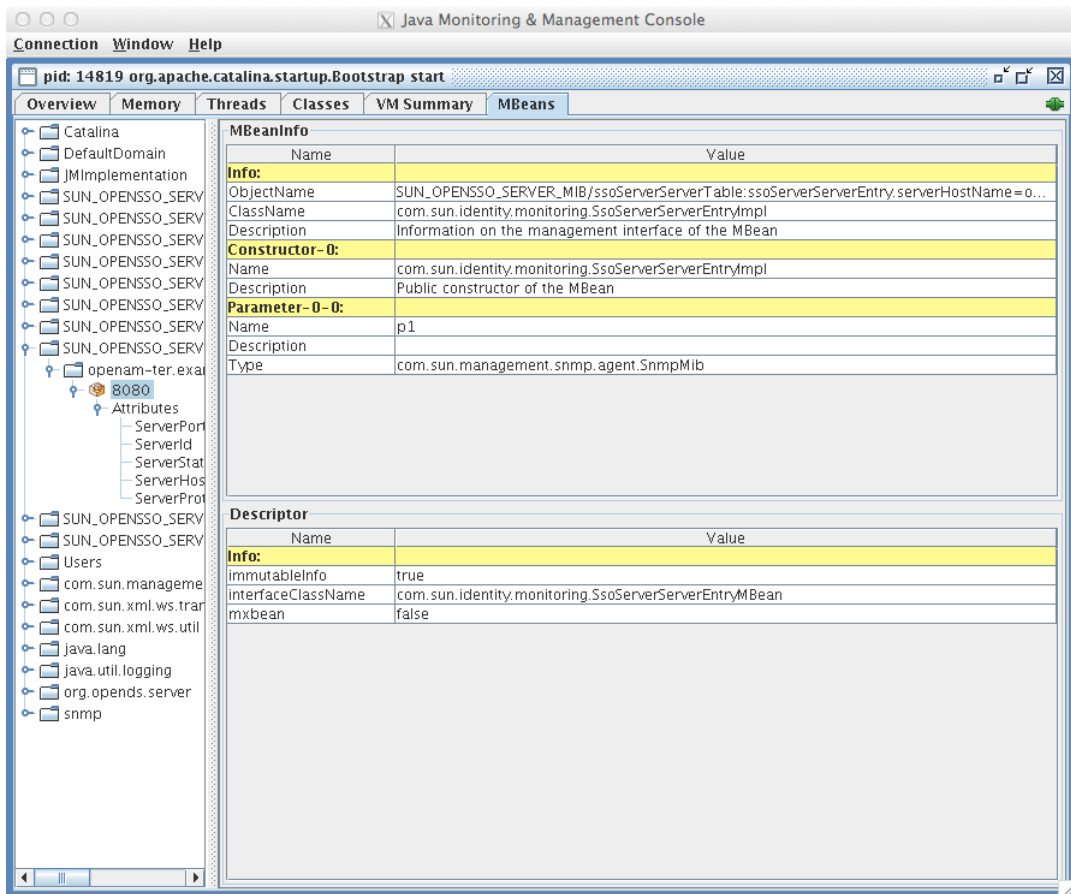 Java Monitoring & Management Console
Connection Window Help
pid: 14819 org.apache.catalina.startup.Bootstrap start
Overview Memory Threads Classes VM Summary MBeans
Catalina
DefaultDomain
JMImplementation
SUN_OPENSSO_SERV
SUN_OPENSSO_SERV
SUN_OPENSSO_SERV
SUN_OPENSSO_SERV
SUN_OPENSSO_SERV
SUN_OPENSSO_SERV
SUN_OPENSSO_SERV
SUN_OPENSSO_SERV
openam-ter.exa
8080
Attributes
ServerPort
ServerId
ServerStat
ServerHos
ServerProt
SUN_OPENSSO_SERV
SUN_OPENSSO_SERV
Users
com.sun.manageme
com.sun.xml.ws.tran
com.sun.xml.ws.util
java.lang
java.util.logging
org.opends.server
snmp
MBeanInfo
Name Value
Info:
ObjectName SUN_OPENSSO_SERVER_MIB/ssoServerServerTable:ssoServerServerEntry.serverHostName=o...
ClassName com.sun.identity.monitoring.SsoServerServerEntryImpl
Description Information on the management interface of the MBean
Constructor-0:
Name com.sun.identity.monitoring.SsoServerServerEntryImpl
Description Public constructor of the MBean
Parameter-0-0:
Name p1
Description
Type com.sun.management.snmp.agent.SnmpMib
Descriptor
Name Value
Info:
immutableInfo true
interfaceClassName com.sun.identity.monitoring.SsoServerServerEntryMBean
mxbean false